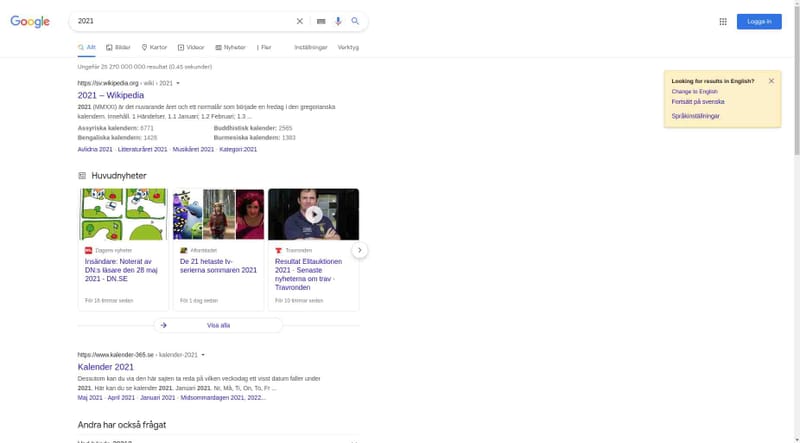 Google
2021
Logga in
Allt
Bilder
Kartor
Videor
Nyheter
Fler
Inställningar
Verktyg
Ungefär 25 270 000 000 resultat (0,45 sekunder)
Looking for results in English?
Change to English
Fortsätt på svenska
Språkinställningar
https://sv.wikipedia.org › wiki › 2021
2021 – Wikipedia
2021 (MMXXI) är det nuvarande året och ett normalår som började en fredag i den gregorianska
kalendern. Innehåll. 1 Händelser. 1.1 Januari; 1.2 Februari; 1.3 ...
Assyriska kalendern: 6771
Buddhistisk kalender: 2565
Bengaliska kalendern: 1428
Burmesiska kalendern: 1383
Avlidna 2021 · Litteraturåret 2021 · Musikåret 2021 · Kategori:2021
Huvudnyheter
Dagens nyheter
Insändare: Noterat av
DN:s läsare den 28 maj
2021 - DN.SE
För 16 timmar sedan
Aftonbladet
De 21 hetaste tv-
serierna sommaren 2021
För 1 dag sedan
Travronden
Resultat Elitauktionen
2021 · Senaste
nyheterna om trav ·
Travronden
För 10 timmar sedan
Visa alla
https://www.kalender-365.se › kalender-2021
Kalender 2021
Dessutom kan du via den här sajten ta reda på vilken veckodag ett visst datum faller under
2021. Här kan du se kalender 2021. Januari 2021. Nr, Må, Ti, On, To, Fr ...
Maj 2021 · April 2021 · Januari 2021 · Midsommardagen 2021, 2022...
Andra har också frågat